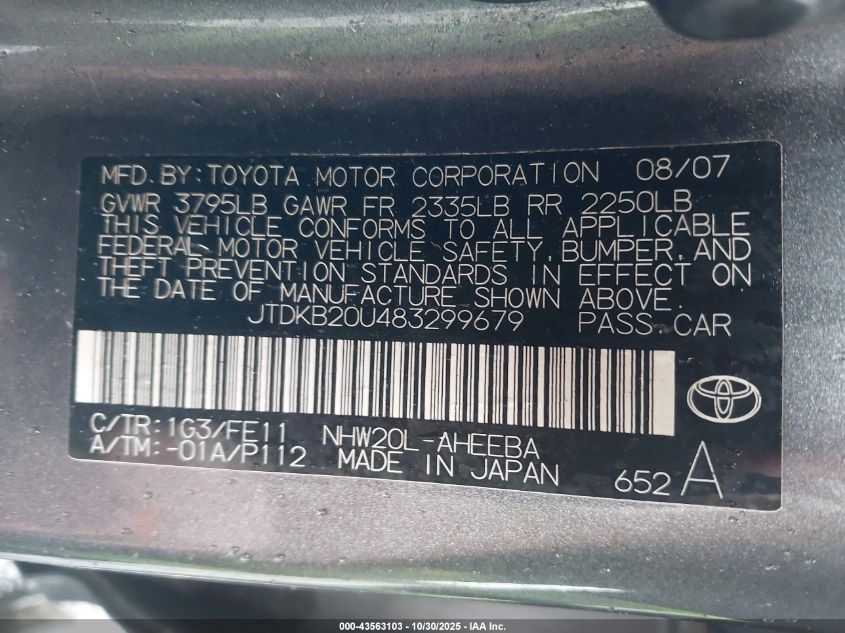 MFD.BY:TOYOTA MOTOR CORPORATION 08/07
GVWR 3795LB GAWR FR 2335LB RR 2250LB
THIS VEHICLE CONFORMS TO ALL APPLICABLE
FEDERAL MOTOR VEHICLE SAFETY,BUMPER,AND
THEFT PREVENTION STANDARDS IN EFFECT ON
THE DATE OF MANUFACTURE SHOWN ABOVE.
JTDKB20U483299679 PASS.CAR
C/TR:1G3/FE11 NHW20L-AHEEBA
A/TM:-01A/P112 MADE IN JAPAN
652 A
000-43563103 - 10/30/2025 - IAA Inc.